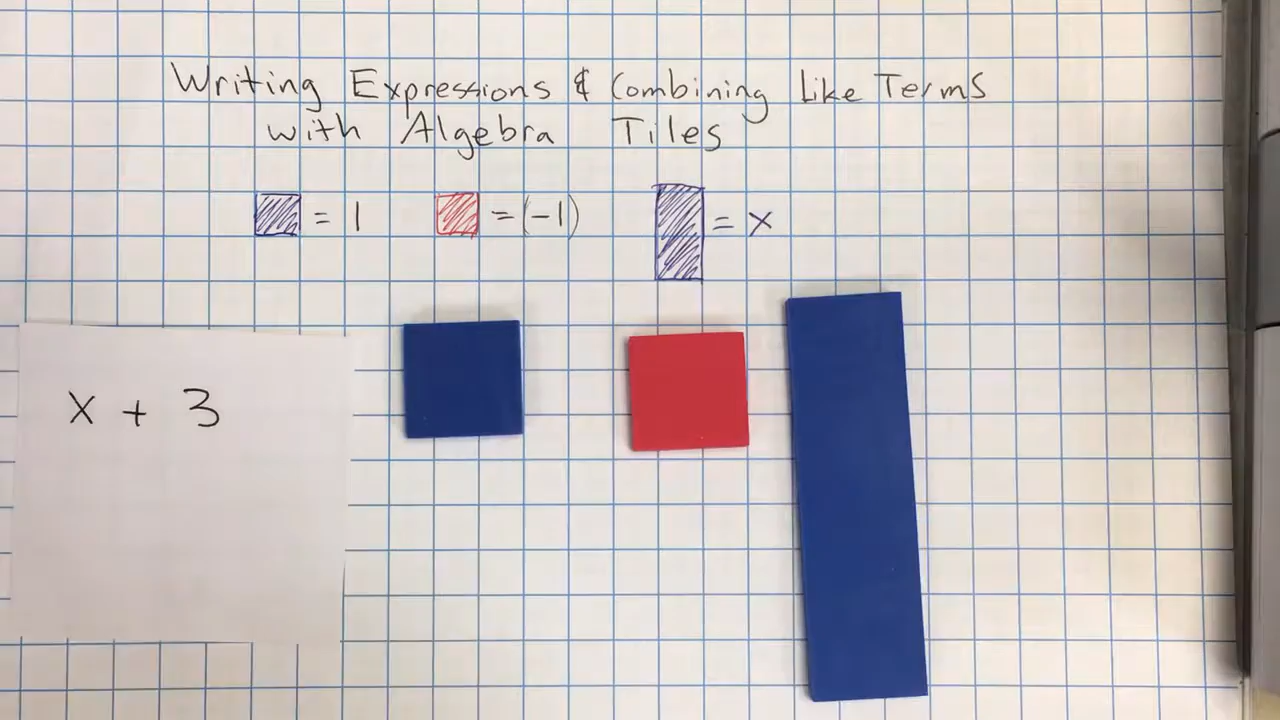 Writing Expressions & Combining Like Terms
with Algebra Tiles
= 1 = (-1) = x
x + 3